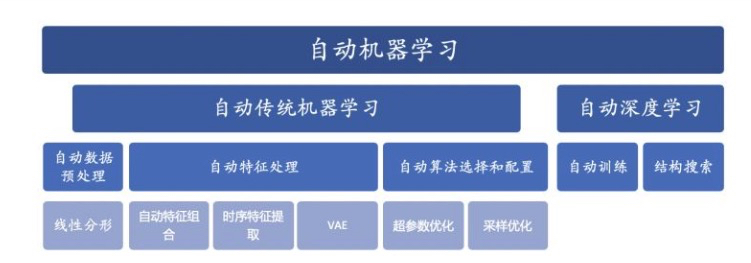 自动机器学习
自动传统机器学习
自动深度学习
自动数据
预处理
自动特征处理
自动算法选择和配置
自动训练
结构搜索
线性分形
自动特征组
合
时序特征提
取
VAE
超参数优化
采样优化